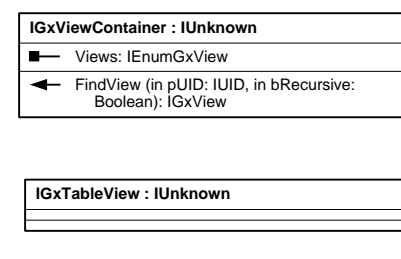 IGxViewContainer : IUnknown
Views: IEnumGxView
FindView (in pUID: IUID, in bRecursive:
Boolean): IGxView
IGxTableView : IUnknown